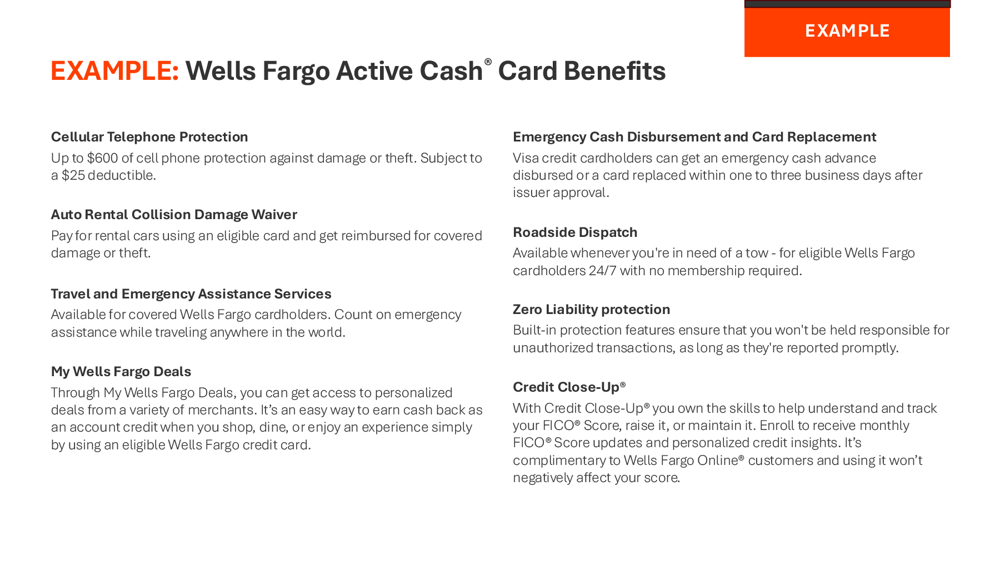 EXAMPLE
EXAMPLE: Wells Fargo Active Cash® Card Benefits
Cellular Telephone Protection
Up to $600 of cell phone protection against damage or theft. Subject to
a $25 deductible.
Auto Rental Collision Damage Waiver
Pay for rental cars using an eligible card and get reimbursed for covered
damage or theft.
Travel and Emergency Assistance Services
Available for covered Wells Fargo cardholders. Count on emergency
assistance while traveling anywhere in the world.
My Wells Fargo Deals
Through My Wells Fargo Deals, you can get access to personalized
deals from a variety of merchants. It’s an easy way to earn cash back as
an account credit when you shop, dine, or enjoy an experience simply
by using an eligible Wells Fargo credit card.
Emergency Cash Disbursement and Card Replacement
Visa credit cardholders can get an emergency cash advance
disbursed or a card replaced within one to three business days after
issuer approval.
Roadside Dispatch
Available whenever you're in need of a tow - for eligible Wells Fargo
cardholders 24/7 with no membership required.
Zero Liability protection
Built-in protection features ensure that you won't be held responsible for
unauthorized transactions, as long as they're reported promptly.
Credit Close-Up®
With Credit Close-Up® you own the skills to help understand and track
your FICO® Score, raise it, or maintain it. Enroll to receive monthly
FICO® Score updates and personalized credit insights. It’s
complimentary to Wells Fargo Online® customers and using it won’t
negatively affect your score.